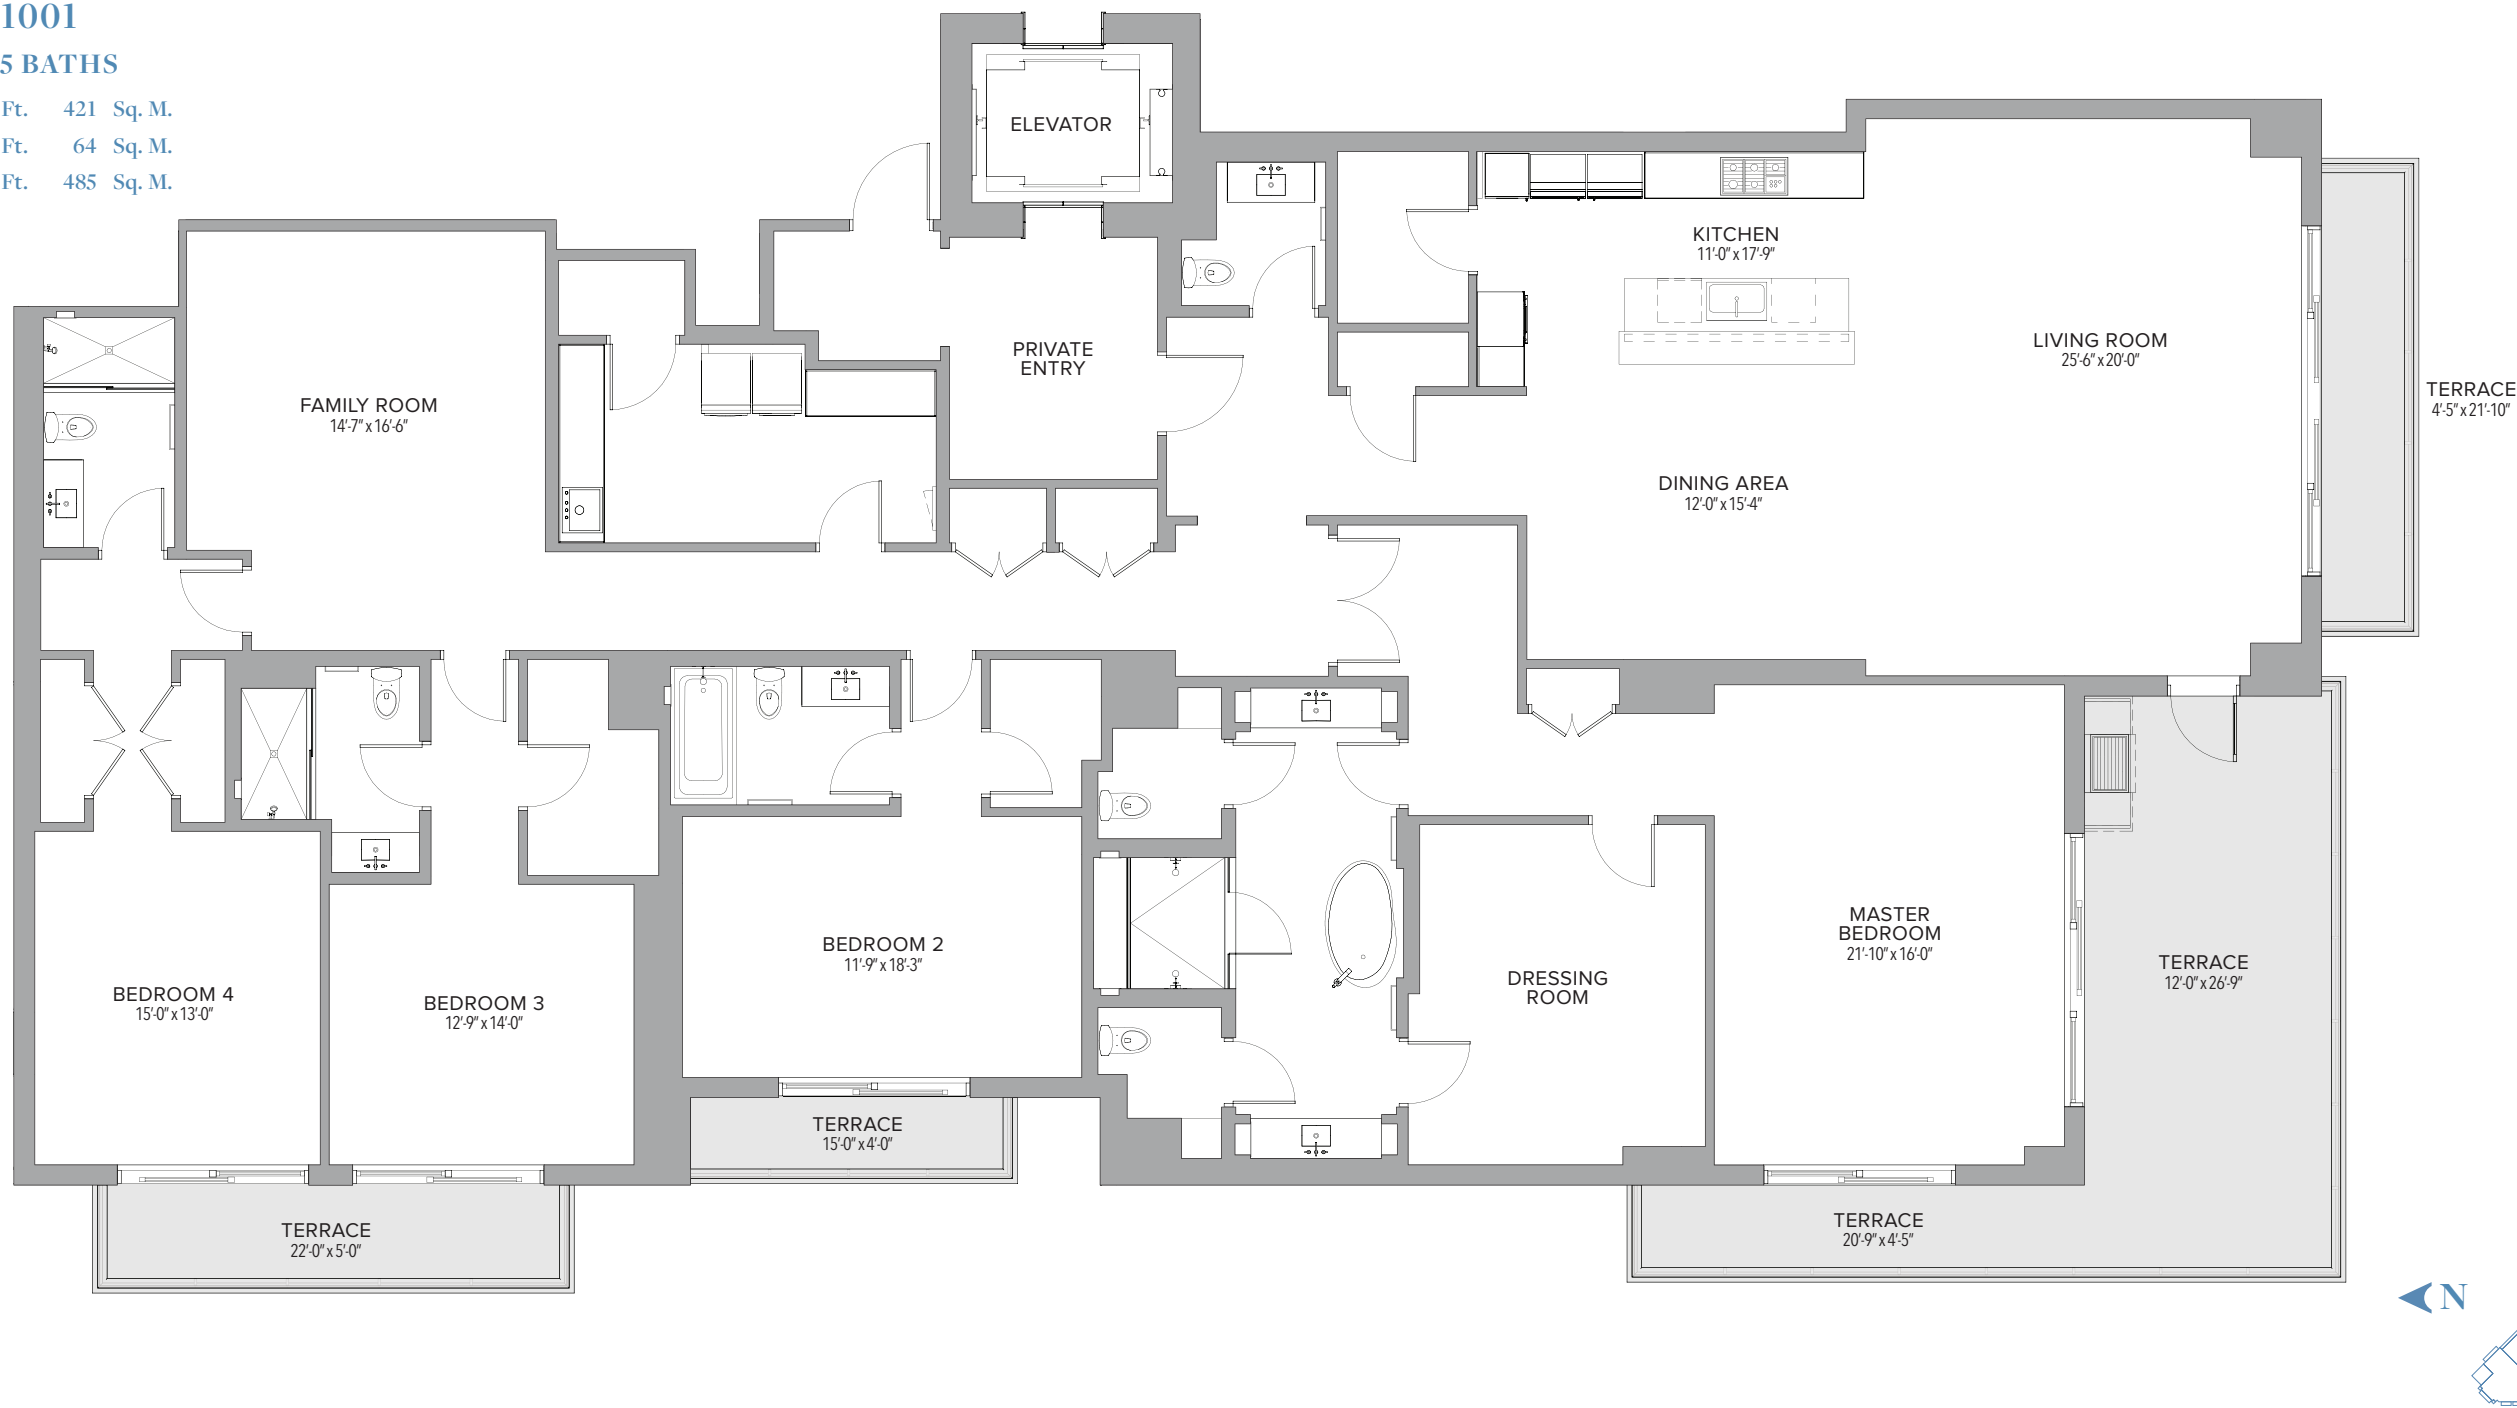 1001
5 BATHS
Ft. 421 Sq. M.
Ft. 64 Sq. M.
Ft. 485 Sq. M.
ELEVATOR
KITCHEN
11'-0" x 17'-9"
LIVING ROOM
25'-6" x 20'-0"
PRIVATE
ENTRY
TERRACE
4'-5" x 21'-10"
FAMILY ROOM
14'-7" x 16'-6"
DINING AREA
12'-0" x 15'-4"
MASTER
BEDROOM
21'-10" x 16'-0"
BEDROOM 2
11'-9" x 18'-3"
TERRACE
12'-0" x 26'-9"
DRESSING
ROOM
BEDROOM 4
15'-0" x 13'-0"
BEDROOM 3
12'-9" x 14'-0"
TERRACE
15'-0" x 4'-0"
TERRACE
20'-9" x 4'-5"
TERRACE
22'-0" x 5'-0"
N